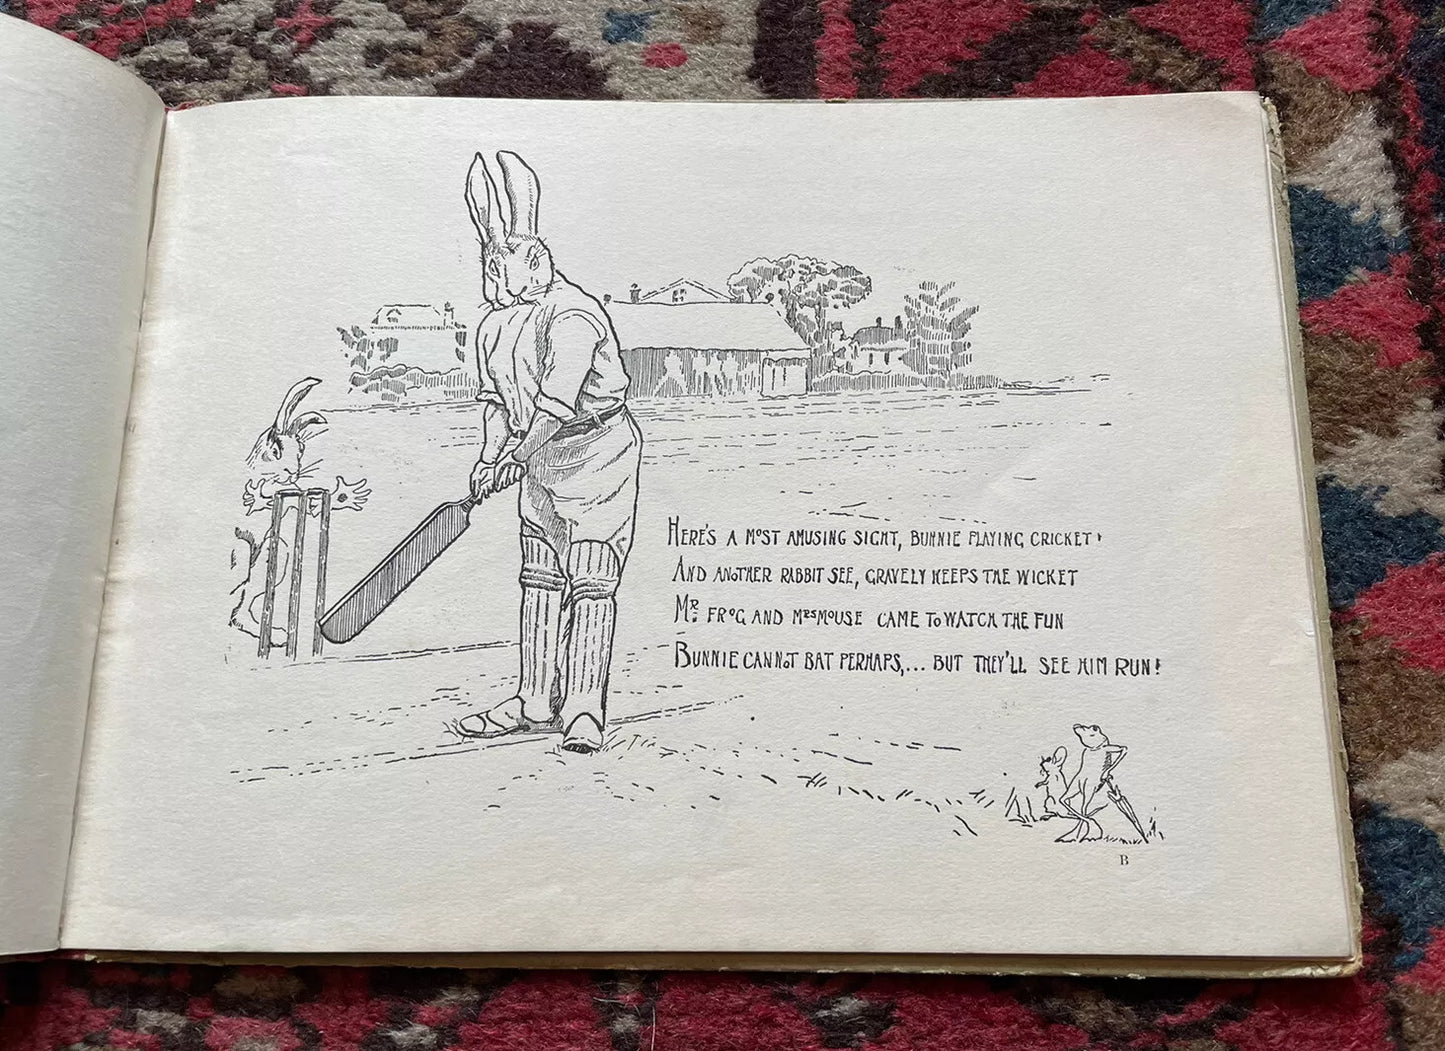 HERE'S A MOST AMUSING SIGHT, BUNNIE PLAYING CRICKET,
AND ANOTHER RABBIT SEE, GRAVELY KEEPS THE WICKET
MR. FROG AND MRS MOUSE CAME TO WATCH THE FUN
BUNNIE CANNOT BAT PERHAPS,... BUT THEY'LL SEE HIM RUN!
B